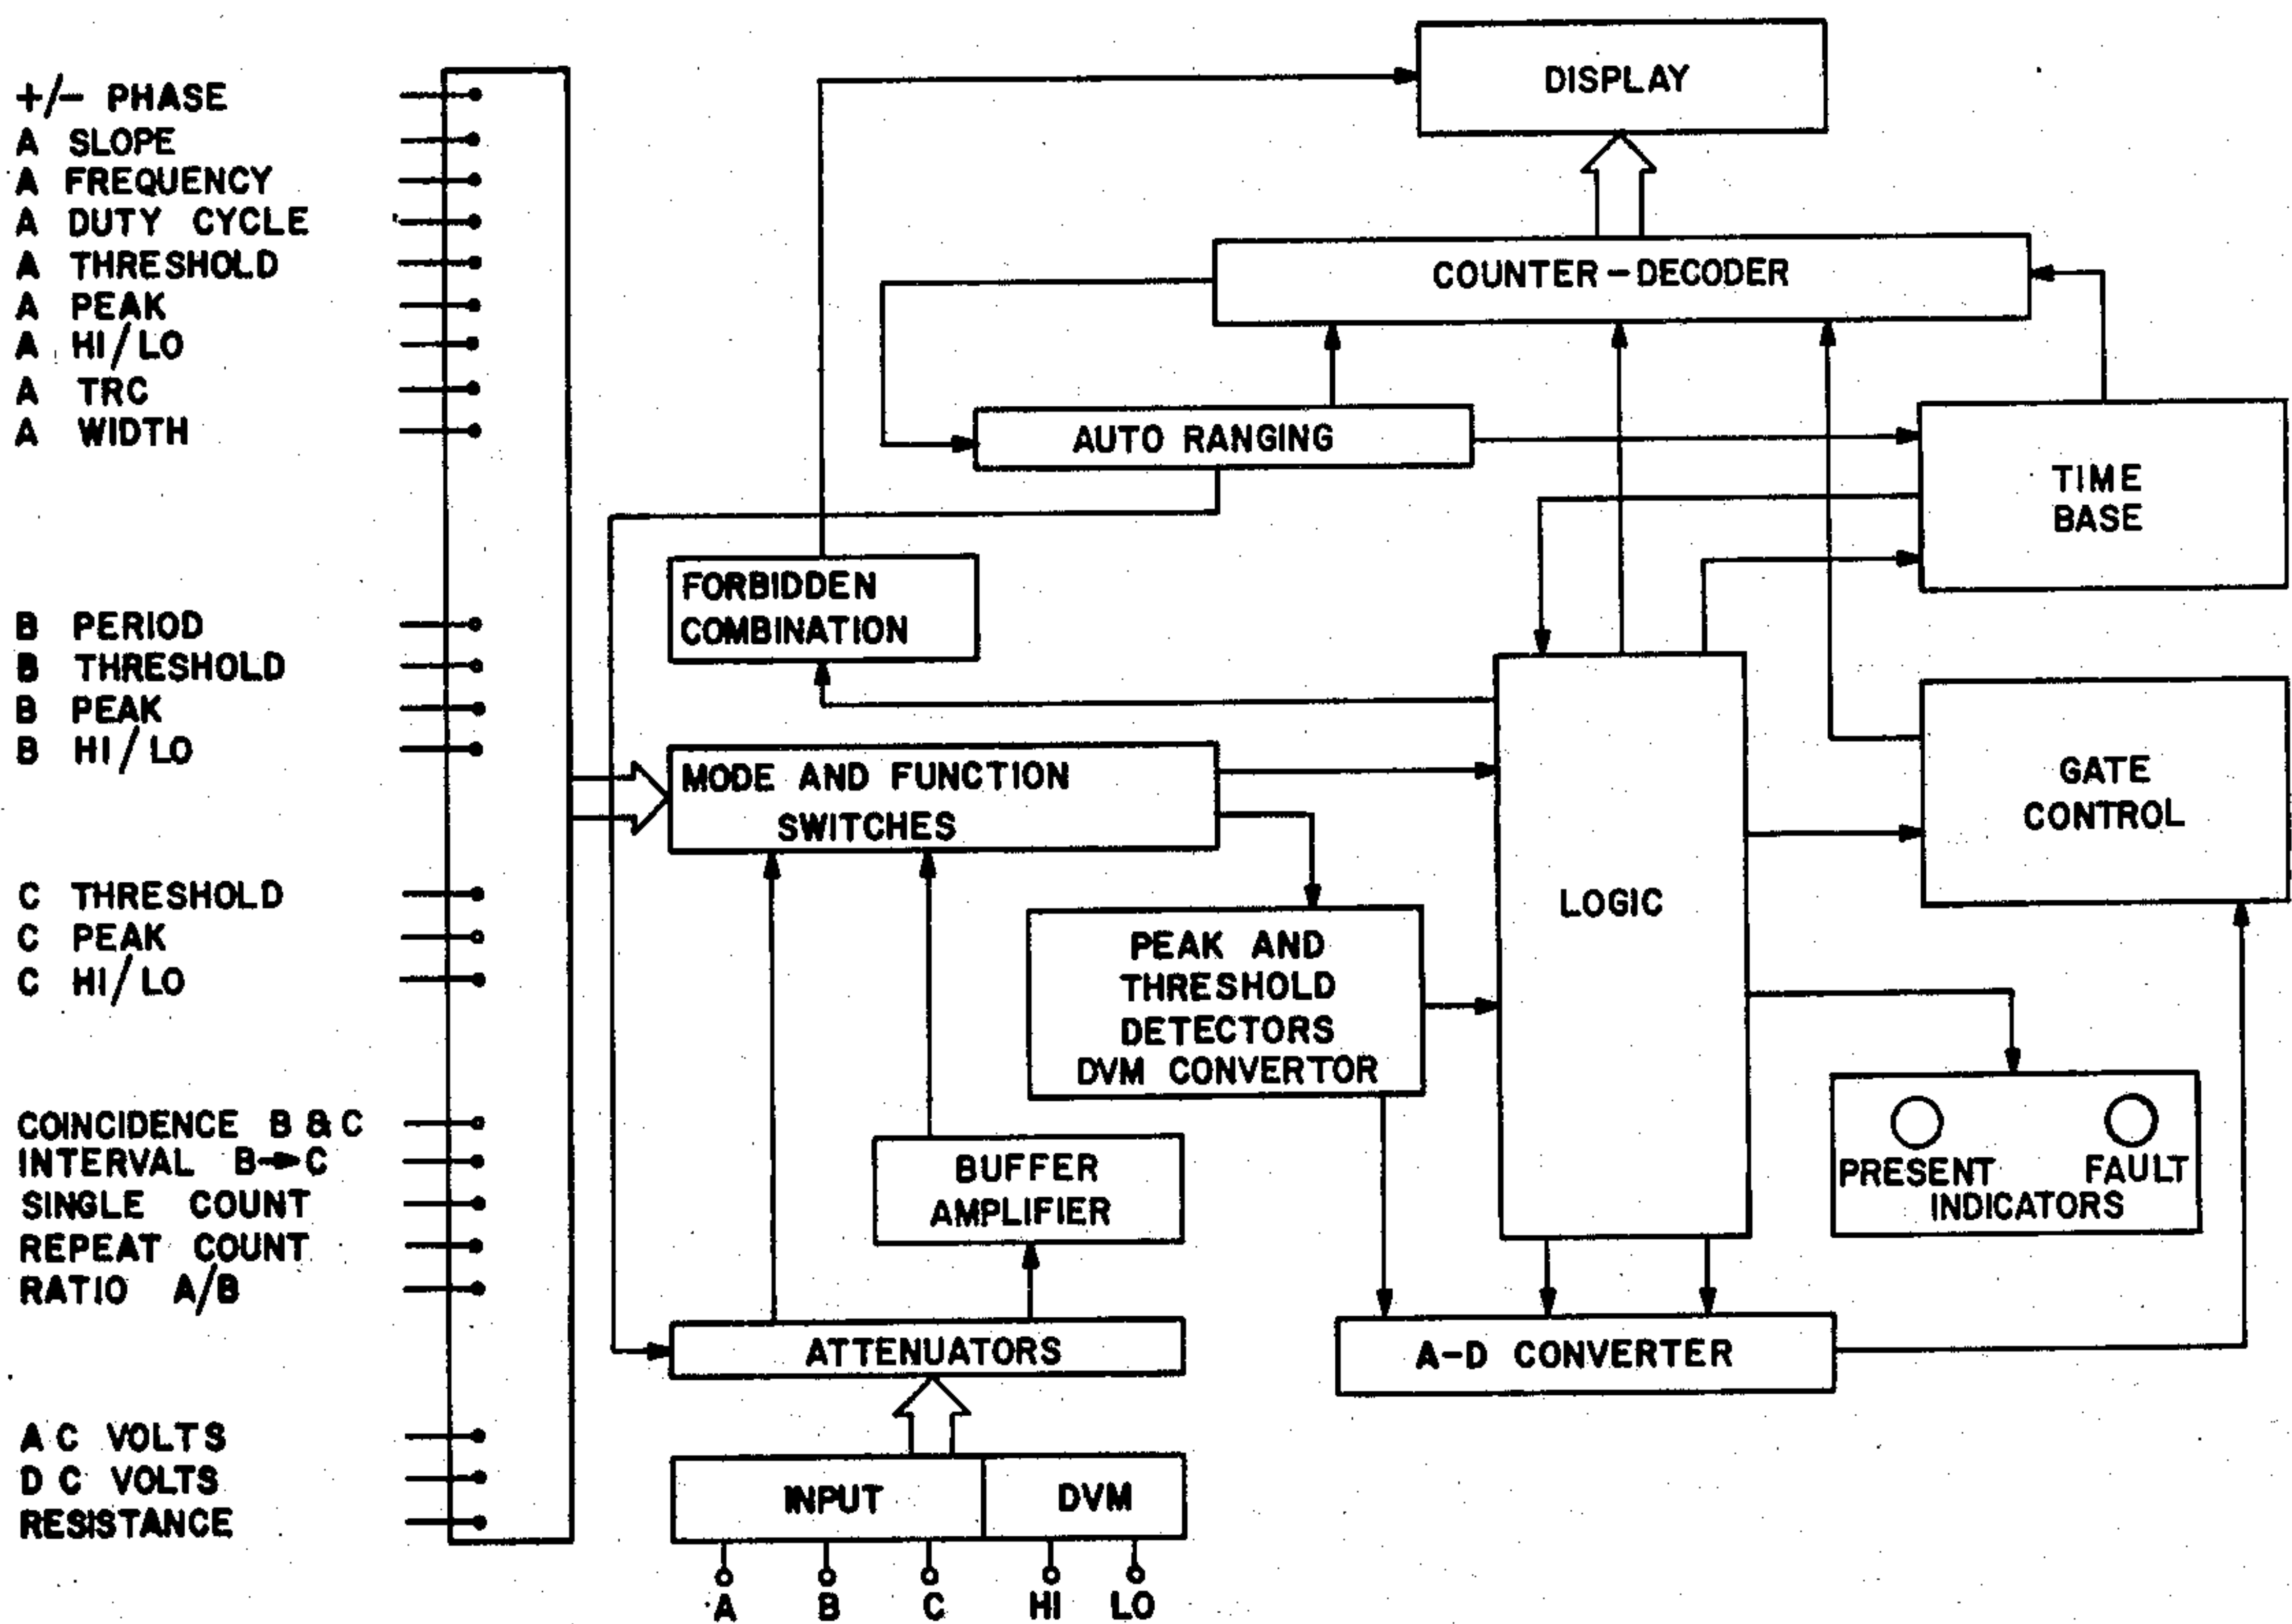 +/- PHASE
A SLOPE
A FREQUENCY
A DUTY CYCLE
A THRESHOLD
A PEAK
A HI/LO
A TRC
A WIDTH
B PERIOD
B THRESHOLD
B PEAK
B HI/LO
C THRESHOLD
C PEAK
C HI/LO
COINCIDENCE B & C
INTERVAL B→C
SINGLE COUNT
REPEAT COUNT
RATIO A/B
AC VOLTS
DC VOLTS
RESISTANCE
DISPLAY
COUNTER-DECODER
AUTO RANGING
TIME
BASE
FORBIDDEN
COMBINATION
MODE AND FUNCTION
SWITCHES
GATE
CONTROL
LOGIC
PEAK AND
THRESHOLD
DETECTORS
DVM CONVERTOR
BUFFER
AMPLIFIER
PRESENT FAULT
INDICATORS
ATTENUATORS
A-D CONVERTER
INPUT DVM
A B C HI LO